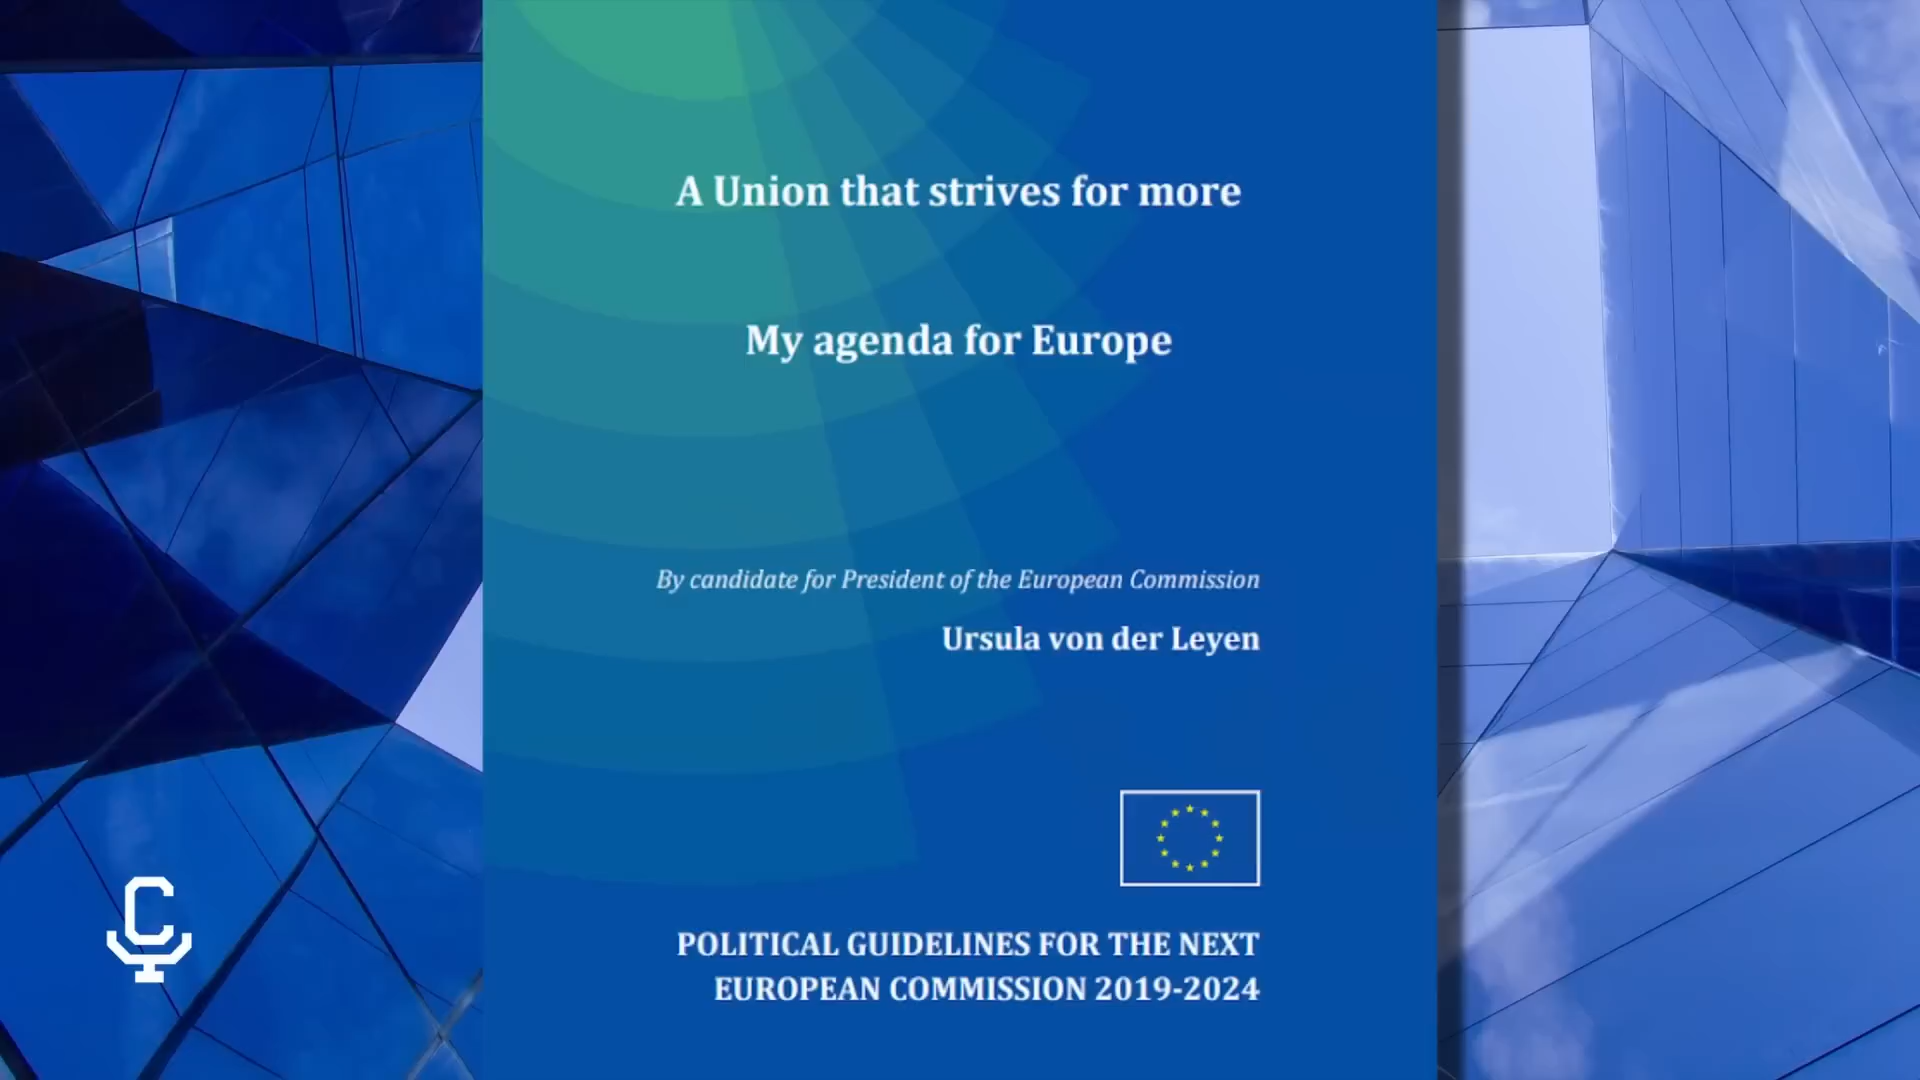 A Union that strives for more
My agenda for Europe
By candidate for President of the European Commission
Ursula von der Leyen
POLITICAL GUIDELINES FOR THE NEXT
EUROPEAN COMMISSION 2019-2024